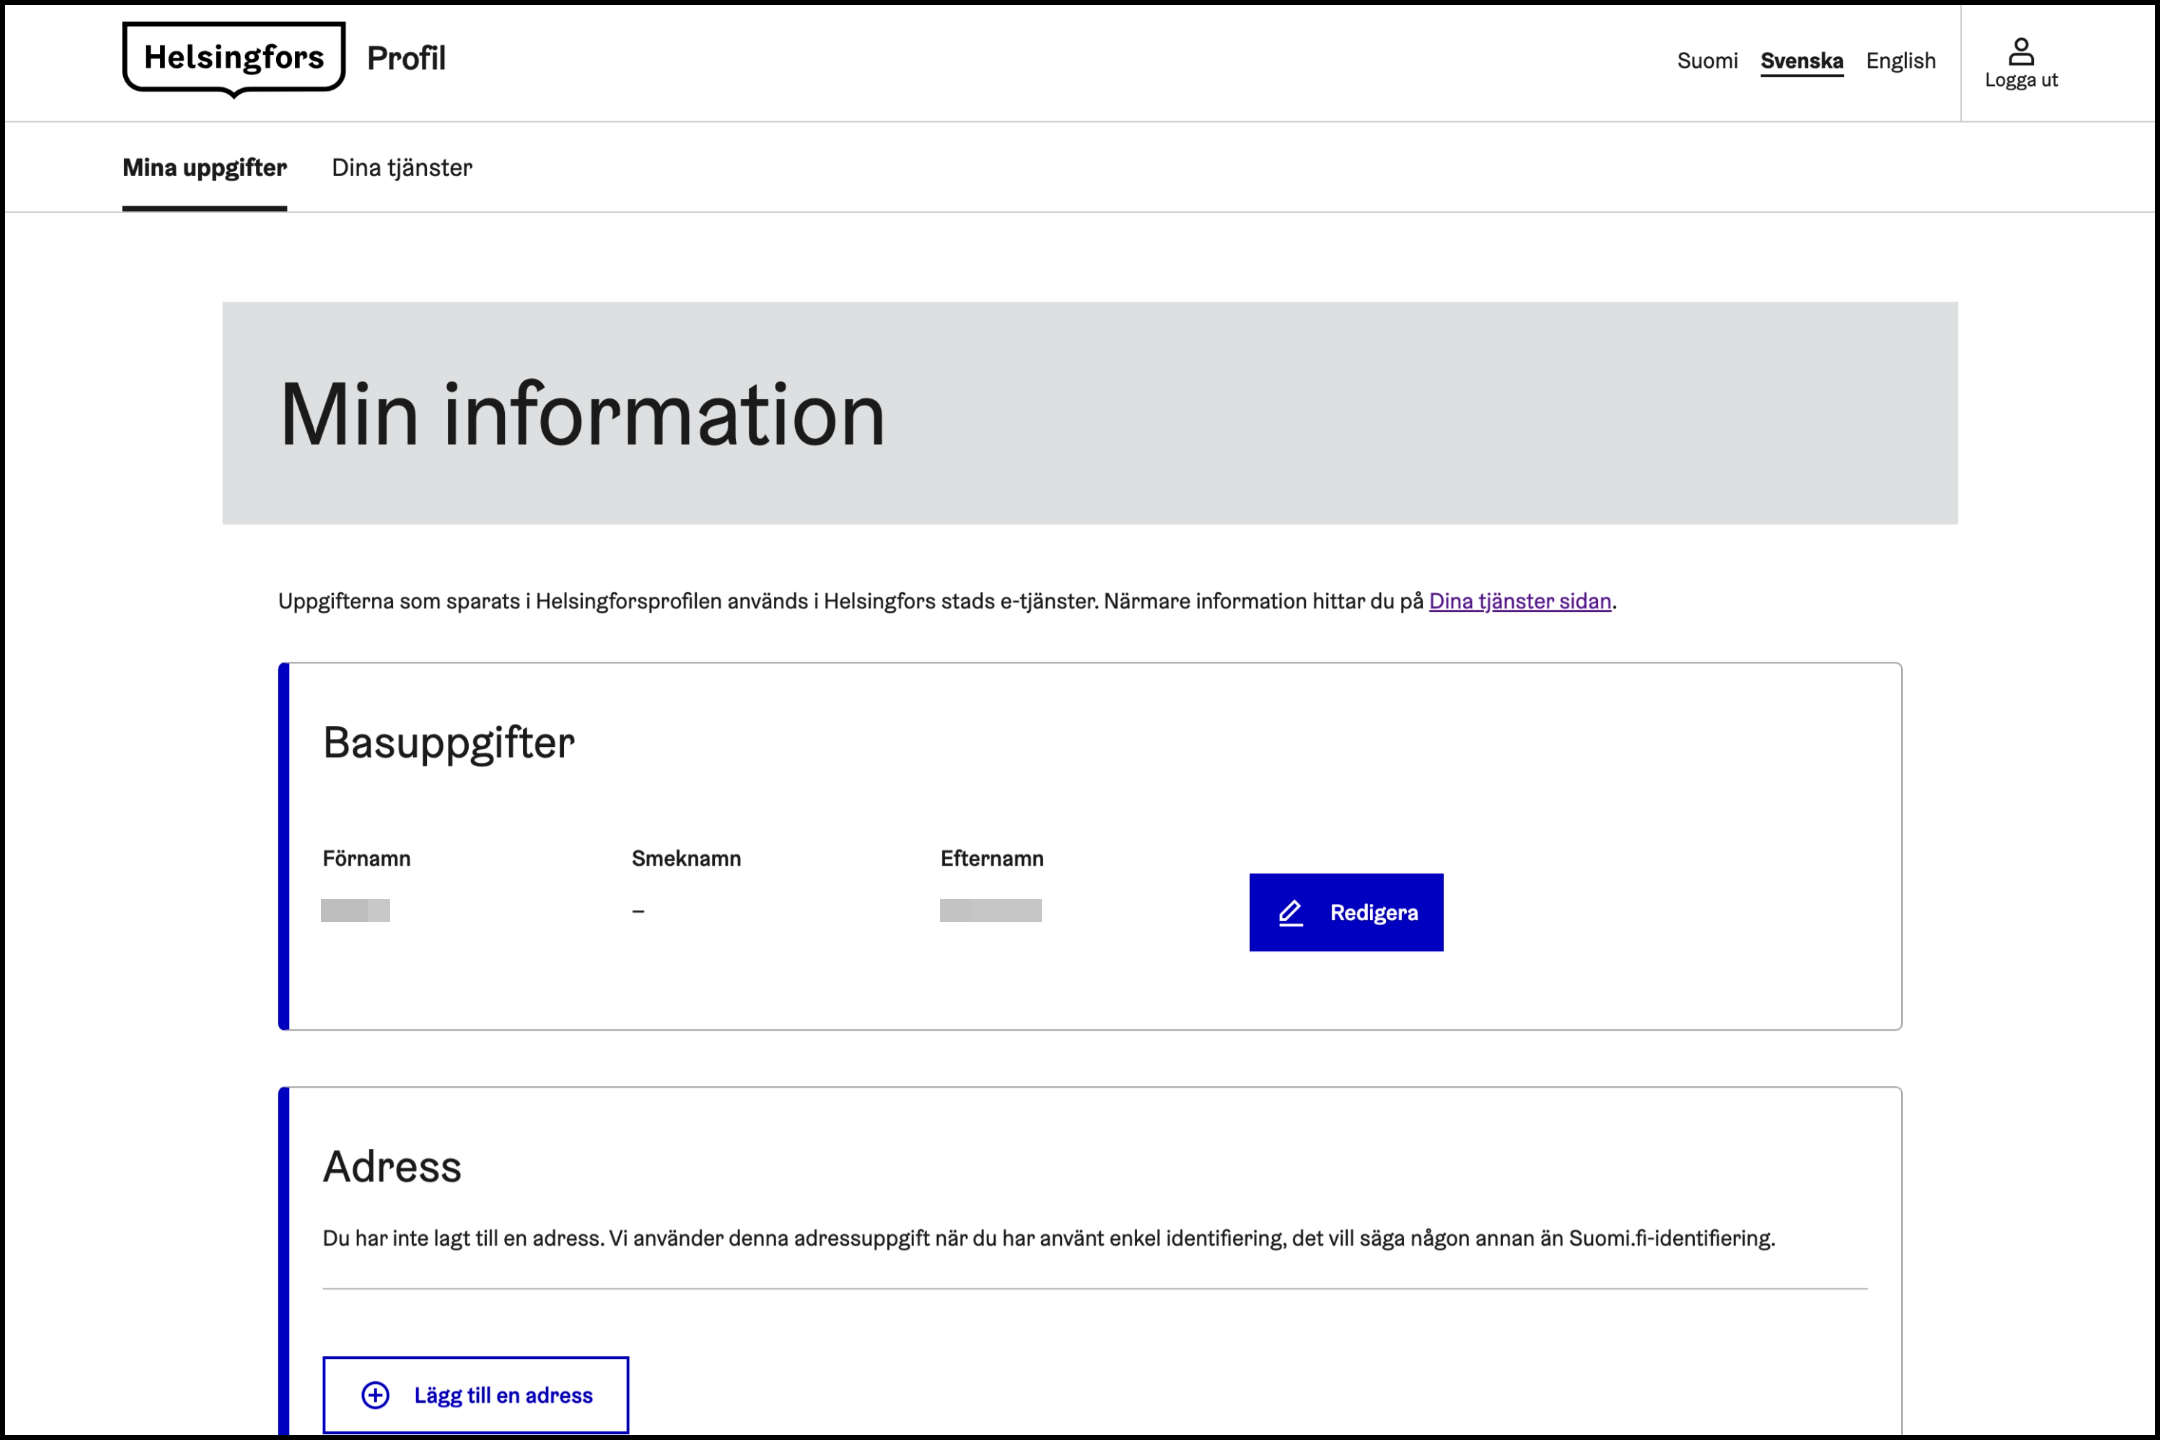 Helsingfors Profil
Suomi Svenska English
Logga ut
Mina uppgifter Dina tjänster
Min information
Uppgifterna som sparats i Helsingforsprofilen används i Helsingfors stads e-tjänster. Närmare information hittar du på Dina tjänster sidan.
Basuppgifter
Förnamn Smeknamn Efternamn
–
Redigera
Adress
Du har inte lagt till en adress. Vi använder denna adressuppgift när du har använt enkel identifiering, det vill säga någon annan än Suomi.fi-identifiering.
Lägg till en adress